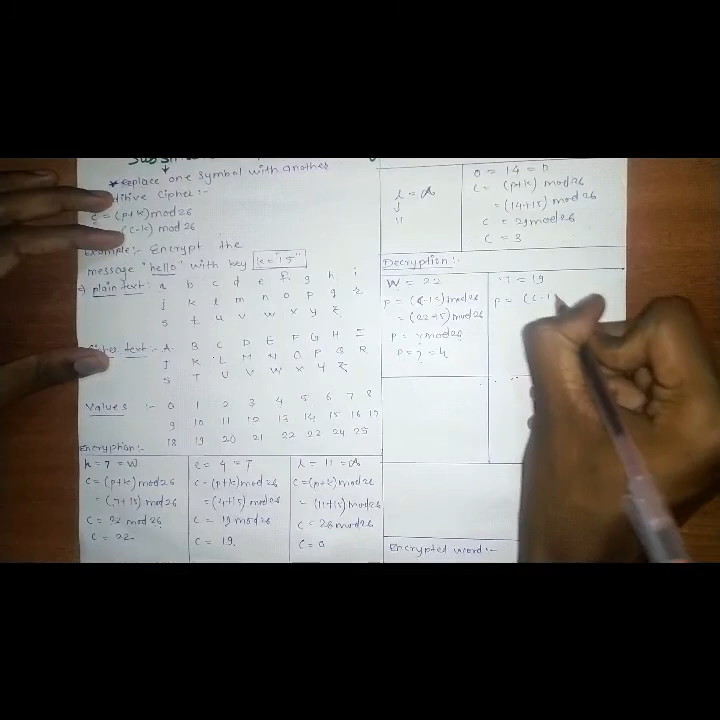 * Replace one symbol with another
Cipher:-
c = (p+k) mod 26
(c-k) mod 26
Example:- Encrypt the
message "hello" with key k="15"
plain text:- a b c d e f g h i
j k l m n o p q r
s t u v w x y z
text:- A B C D E F G H I
J K L M N O P Q R
S T U V W X Y Z
Values :- 0 1 2 3 4 5 6 7 8
9 10 11 12 13 14 15 16 17
18 19 20 21 22 23 24 25
Encryption:-
h = 7 = W
c = (p+k) mod 26
= (7+15) mod 26
c = 22 mod 26
c = 22
e = 4 = T
c = (p+k) mod 26
= (4+15) mod 26
c = 19 mod 26
c = 19.
l = 11 = A
c = (p+k) mod 26
= (11+15) mod 26
c = 26 mod 26
c = 0
l = A
11
o = 14 = D
c = (p+k) mod 26
= (14+15) mod 26
c = 29 mod 26
c = 3
Decryption:-
W = 22
p = (c-15) mod 26
= (22-15) mod 26
p = 7 mod 26
p = 7 = h
T = 19
p = (c-1
Encrypted word:-